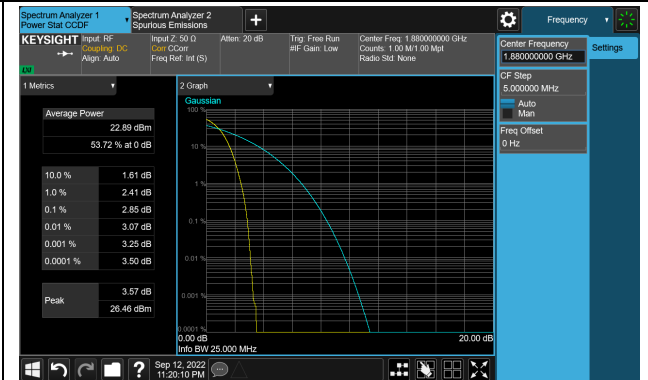 Spectrum Analyzer 1
Power Stat CCDF
Spectrum Analyzer 2
Spurious Emissions
Frequency
KEYSIGHT
Input: RF
Coupling: DC
Align: Auto
Input Z: 50 Ω
Corr CCorr
Freq Ref: Int (S)
Atten: 20 dB
Trig: Free Run
#IF Gain: Low
Center Freq: 1.880000000 GHz
Counts: 1.00 M/1.00 Mpt
Radio Std: None
LXI
Center Frequency
1.880000000 GHz
Settings
CF Step
5.000000 MHz
Auto
Man
Freq Offset
0 Hz
1 Metrics
Average Power
22.89 dBm
53.72 % at 0 dB
10.0 % 1.61 dB
1.0 % 2.41 dB
0.1 % 2.85 dB
0.01 % 3.07 dB
0.001 % 3.25 dB
0.0001 % 3.50 dB
Peak
3.57 dB
26.46 dBm
2 Graph
Gaussian
100 %
10 %
1 %
0.1 %
0.01 %
0.001 %
0.0001 %
0.00 dB
20.00 dB
Info BW 25.000 MHz
Sep 12, 2022
11:20:10 PM